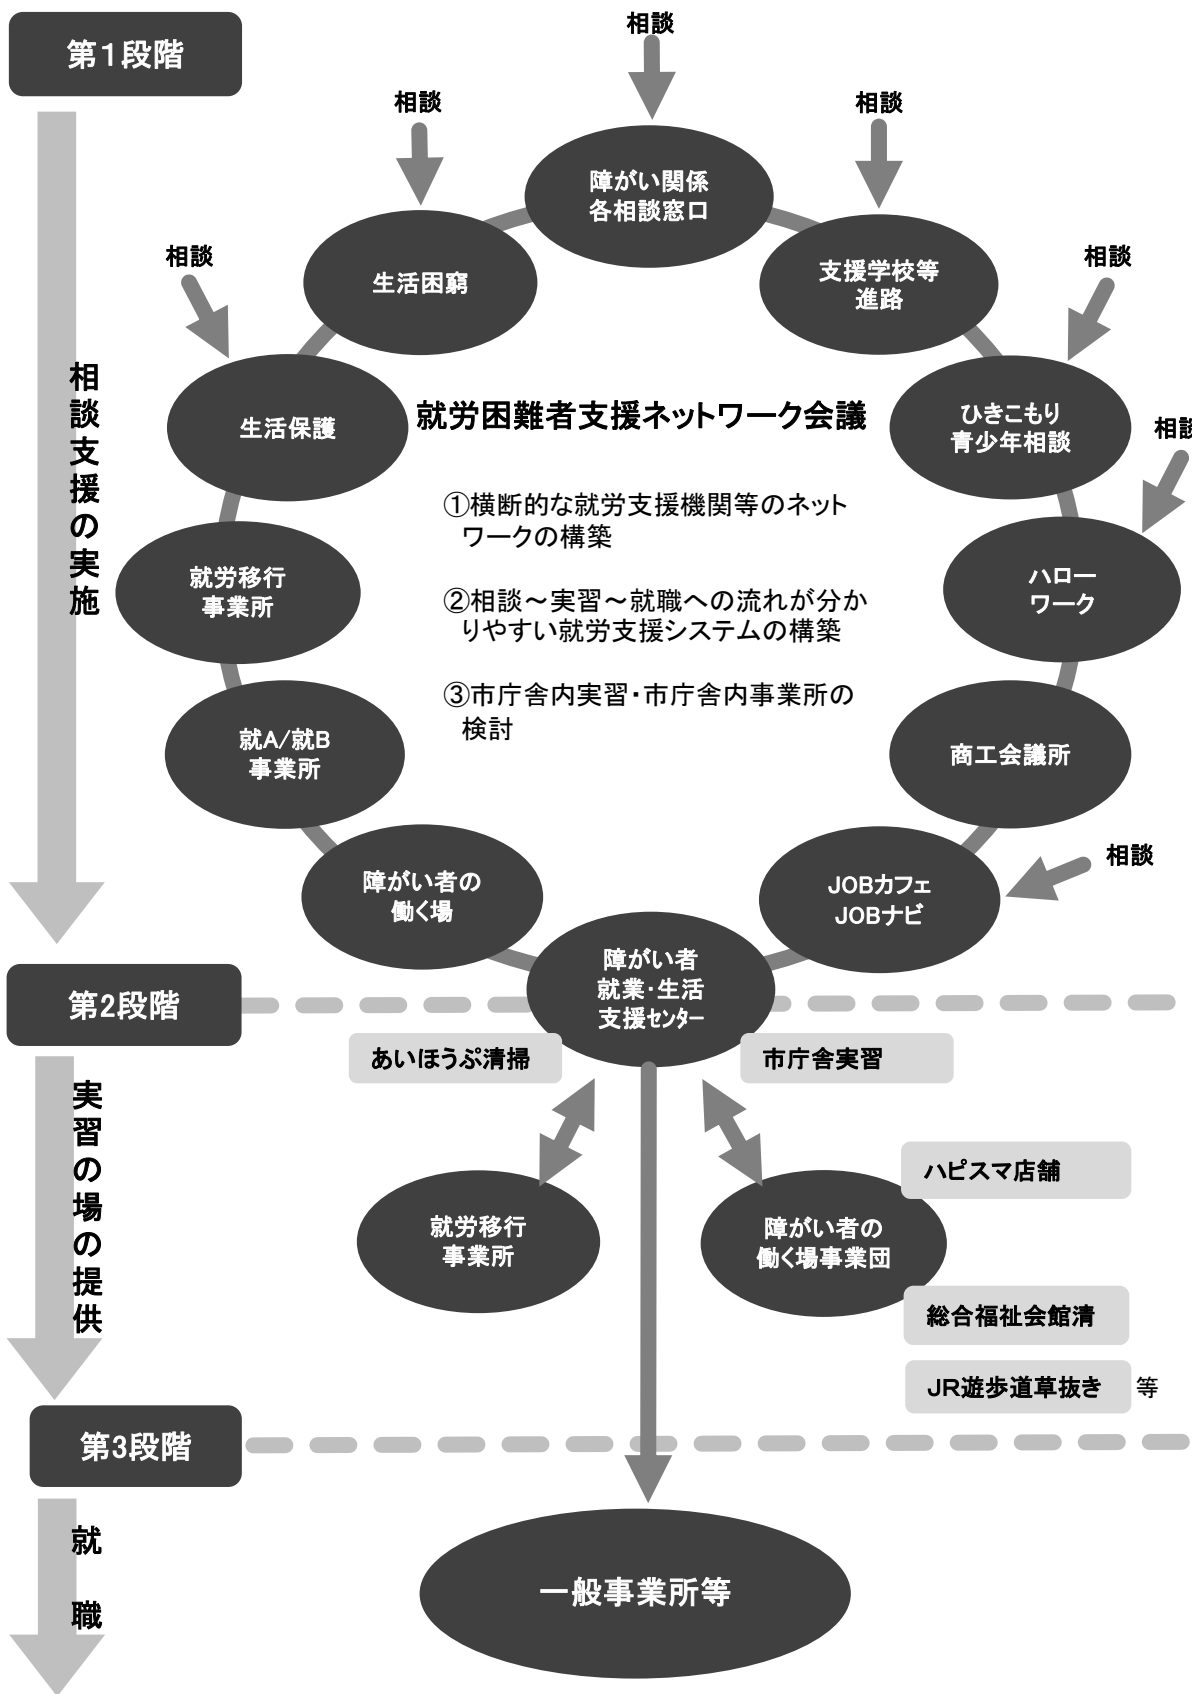 第1段階
相談
相談
相談
障がい関係
各相談窓口
生活困窮
支援学校等
進路
相談
相談
生活保護
就労困難者支援ネットワーク会議
ひきこもり
青少年相談
相談
相談支援の実施
①横断的な就労支援機関等のネット
ワークの構築
就労移行
事業所
②相談～実習～就職への流れが分か
りやすい就労支援システムの構築
ハロー
ワーク
③市庁舎内実習・市庁舎内事業所の
検討
就A/就B
事業所
商工会議所
障がい者の
働く場
JOBカフェ
JOBナビ
相談
障がい者
就業・生活
支援センター
第2段階
あいほうぷ清掃
市庁舎実習
実習の場の提供
ハピスマ店舗
就労移行
事業所
障がい者の
働く場事業団
総合福祉会館清
JR遊歩道草抜き 等
第3段階
就職
一般事業所等